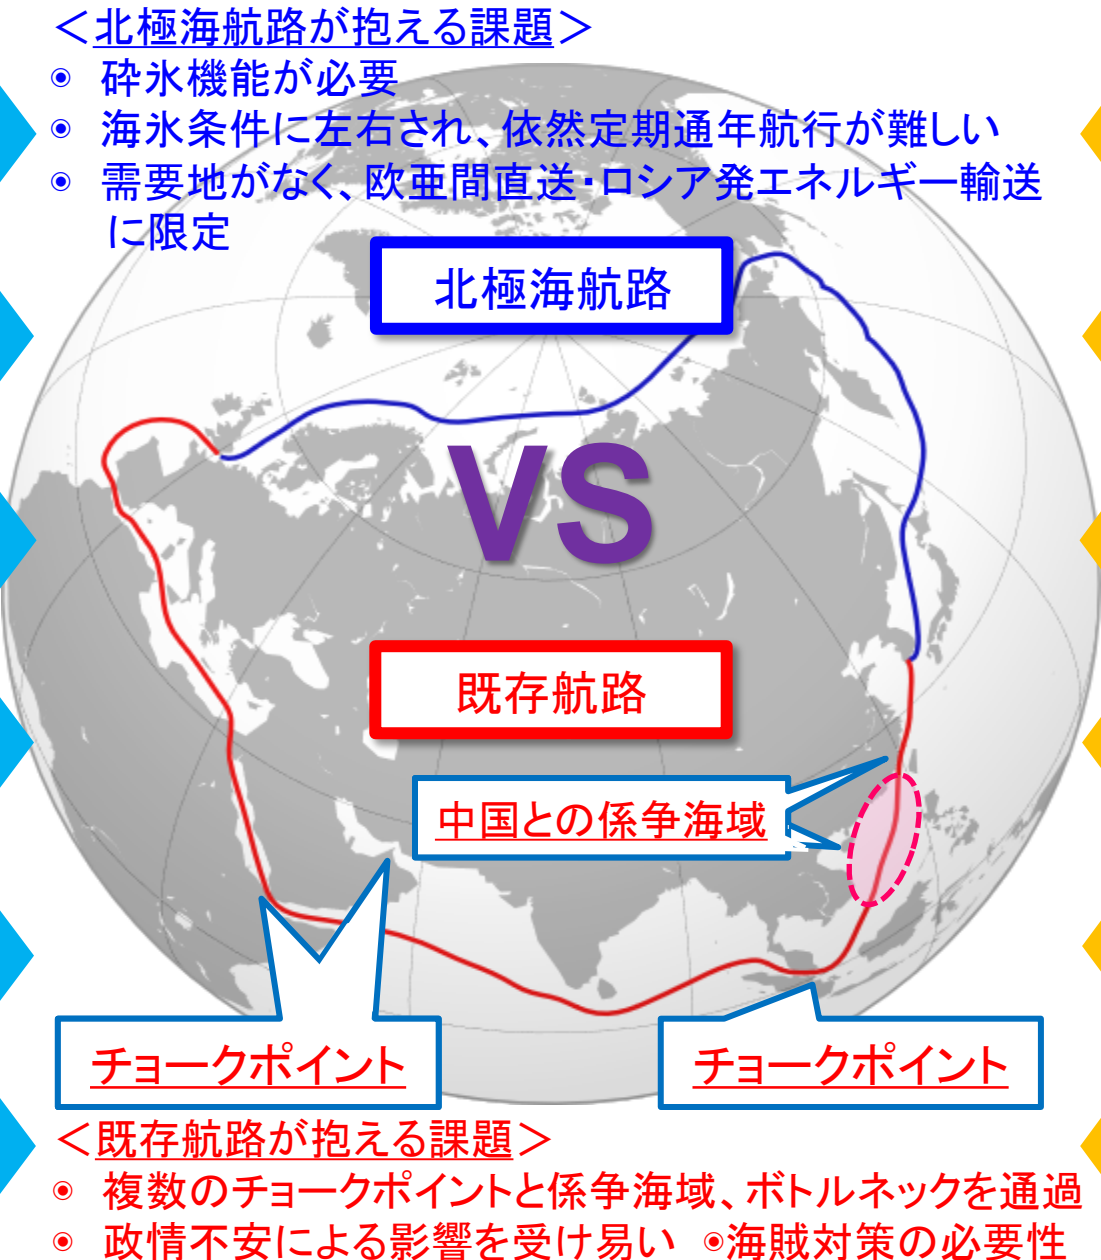 ＜北極海航路が抱える課題＞
◉ 砕氷機能が必要
◉ 海氷条件に左右され、依然定期通年航行が難しい
◉ 需要地がなく、欧亜間直送・ロシア発エネルギー輸送
に限定
北極海航路
VS
既存航路
中国との係争海域
チョークポイント
チョークポイント
＜既存航路が抱える課題＞
◉ 複数のチョークポイントと係争海域、ボトルネックを通過
◉ 政情不安による影響を受け易い ◉海賊対策の必要性